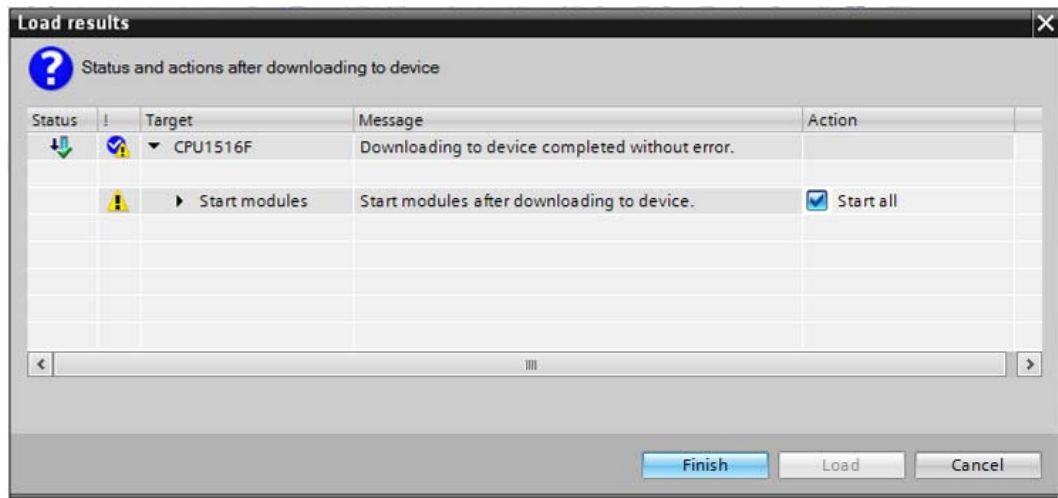 Load results
Status and actions after downloading to device
Status ! Target Message Action
CPU1516F Downloading to device completed without error.
Start modules Start modules after downloading to device. Start all
Finish Load Cancel